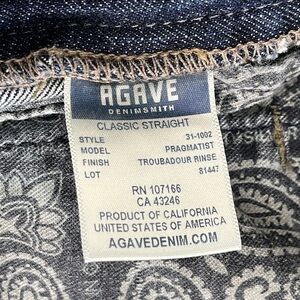 AGAVE
DENIMSMITH
CLASSIC STRAIGHT
STYLE 31-1002
MODEL PRAGMATIST
FINISH TROUBADOUR RINSE
LOT 81447
RN 107166
CA 43246
PRODUCT OF CALIFORNIA
UNITED STATES OF AMERICA
AGAVEDENIM.COM